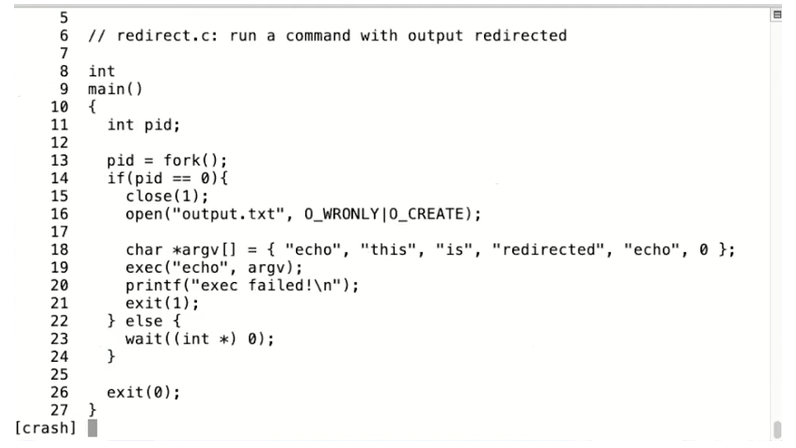 5
6 // redirect.c: run a command with output redirected
7
8 int
9 main()
10 {
11   int pid;
12
13   pid = fork();
14   if(pid == 0){
15     close(1);
16     open("output.txt", O_WRONLY|O_CREATE);
17
18     char *argv[] = { "echo", "this", "is", "redirected", "echo", 0 };
19     exec("echo", argv);
20     printf("exec failed!\n");
21     exit(1);
22   } else {
23     wait((int *) 0);
24   }
25
26   exit(0);
27 }
[crash]